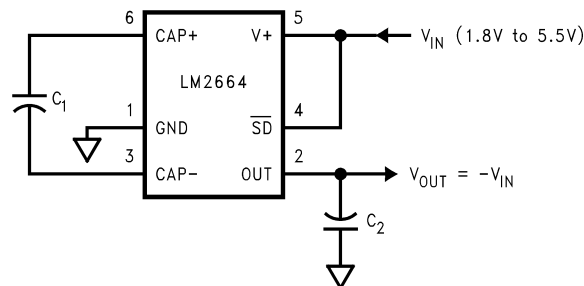 6 5
CAP+ V+ V_IN (1.8V to 5.5V)
LM2664
C_1
1 4
GND S̅D̅
3 2
CAP- OUT V_OUT = -V_IN
C_2